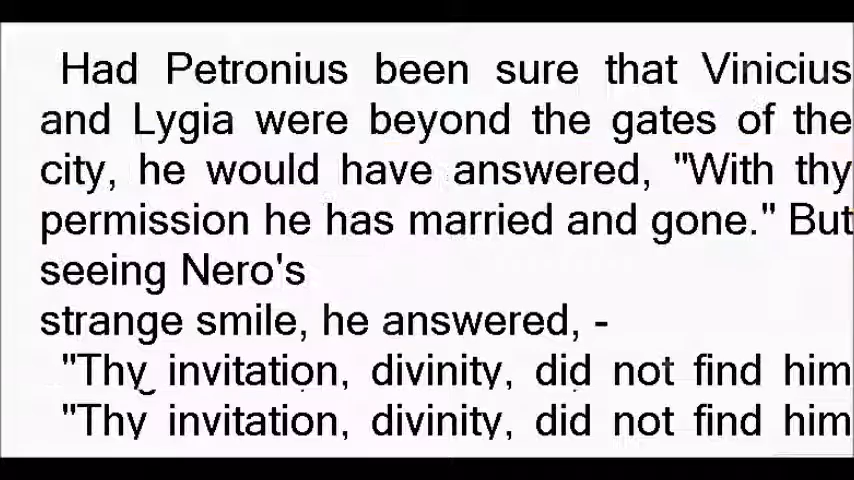 Had Petronius been sure that Vinicius
and Lygia were beyond the gates of the
city, he would have answered, "With thy
permission he has married and gone." But
seeing Nero's
strange smile, he answered, -
"Thy invitation, divinity, did not find him
"Thy invitation, divinity, did not find him